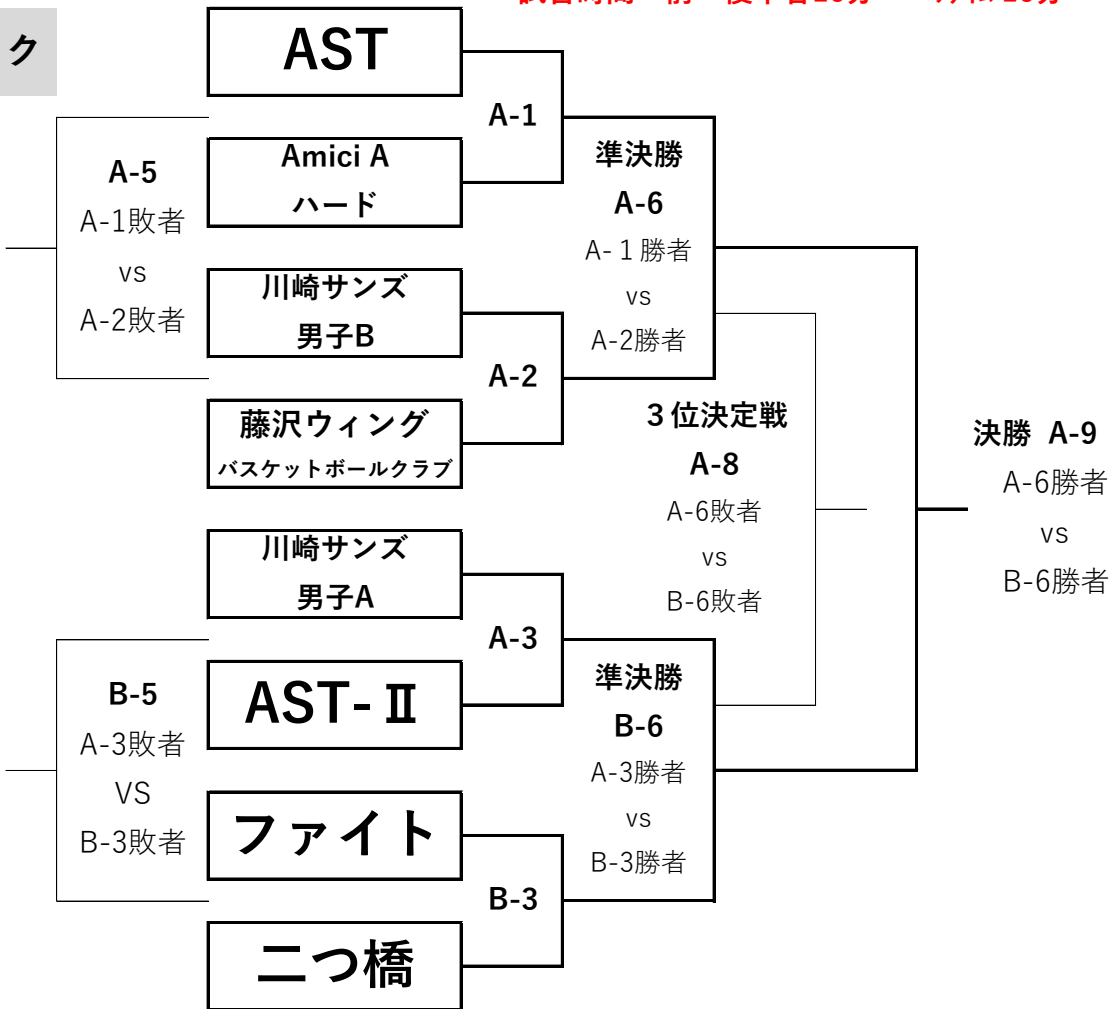 ク
AST
A-1
Amici A
ハード
A-5
A-1敗者
vs
A-2敗者
準決勝
A-6
A-１勝者
vs
A-2勝者
川崎サンズ
男子B
A-2
藤沢ウィング
バスケットボールクラブ
３位決定戦
A-8
A-6敗者
vs
B-6敗者
決勝 A-9
A-6勝者
vs
B-6勝者
川崎サンズ
男子A
A-3
AST-Ⅱ
B-5
A-3敗者
VS
B-3敗者
準決勝
B-6
A-3勝者
vs
B-3勝者
ファイト
B-3
二つ橋